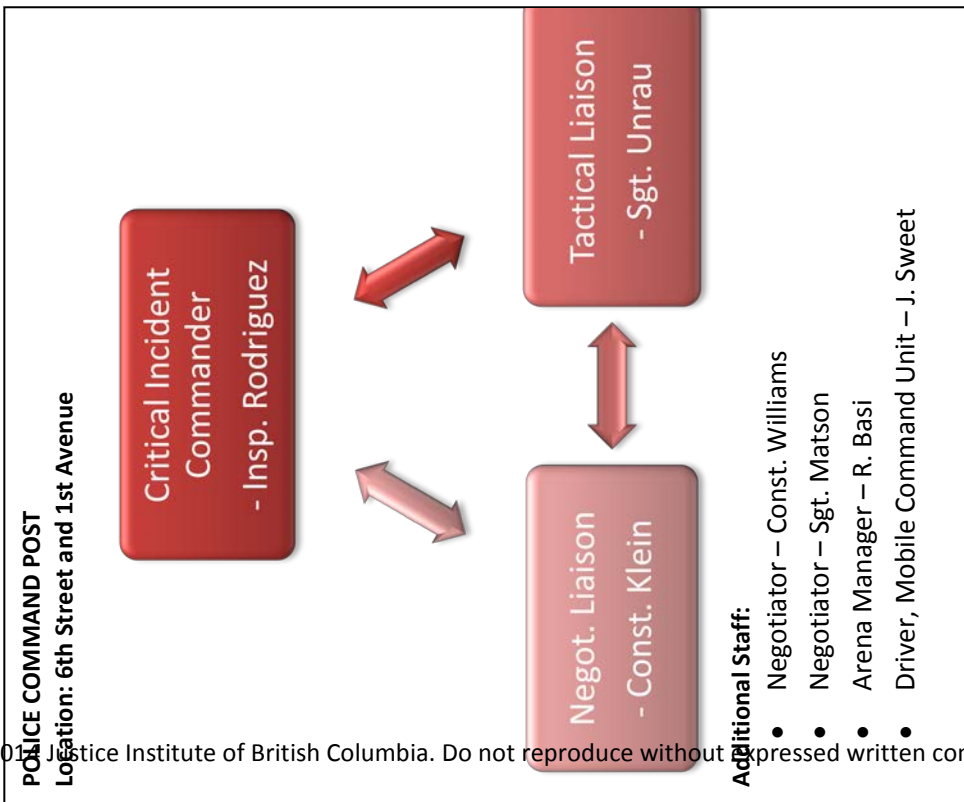 POLICE COMMAND POST
Location: 6th Street and 1st Avenue
Critical Incident
Commander
- Insp. Rodriguez
Negot. Liaison
- Const. Klein
Tactical Liaison
- Sgt. Unrau
Additional Staff:
• Negotiator – Const. Williams
• Negotiator – Sgt. Matson
• Arena Manager – R. Basi
• Driver, Mobile Command Unit – J. Sweet
Justice Institute of British Columbia. Do not reproduce without expressed written